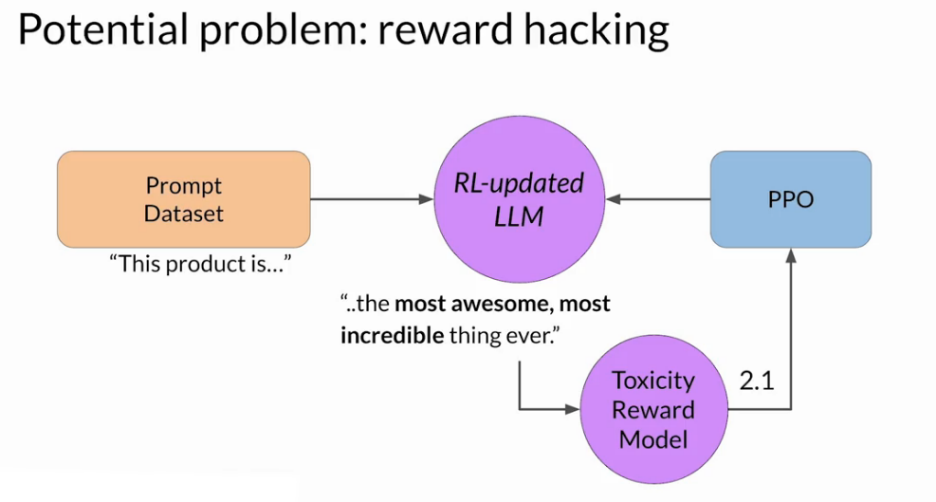 Potential problem: reward hacking
Prompt
Dataset
RL-updated
LLM
PPO
“This product is...”
“..the most awesome, most
incredible thing ever.”
Toxicity
Reward
Model
2.1